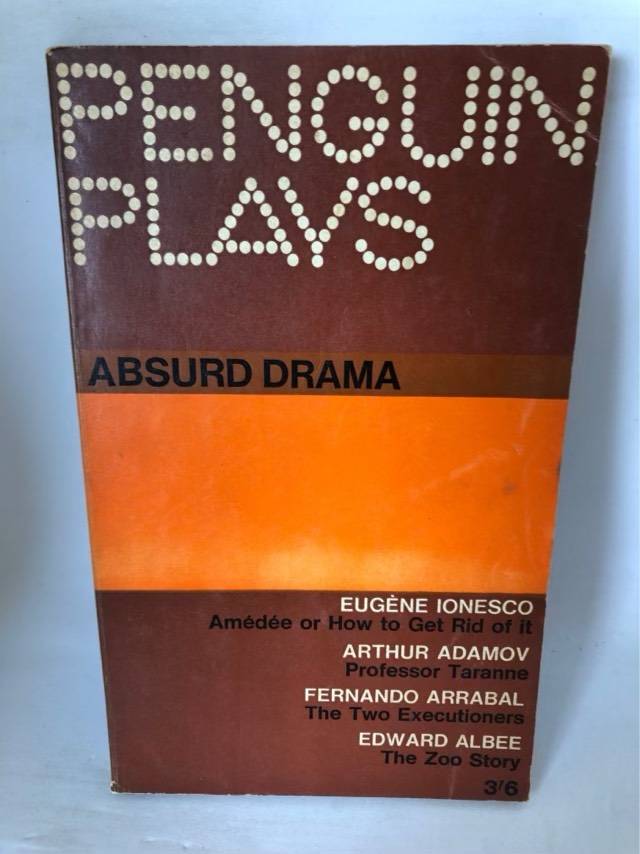 PENGUIN
PLAYS
ABSURD DRAMA
EUGÈNE IONESCO
Amédée or How to Get Rid of it
ARTHUR ADAMOV
Professor Taranne
FERNANDO ARRABAL
The Two Executioners
EDWARD ALBEE
The Zoo Story
3/6